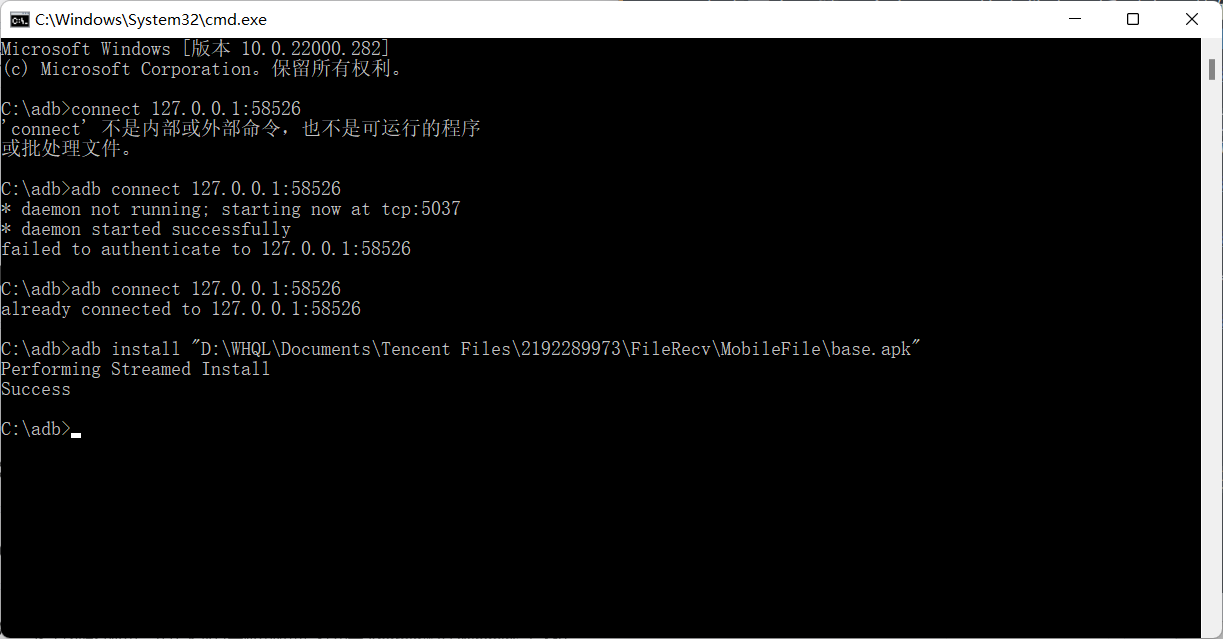 C:\Windows\System32\cmd.exe
Microsoft Windows [版本 10.0.22000.282]
(c) Microsoft Corporation。保留所有权利。
C:\adb>connect 127.0.0.1:58526
'connect' 不是内部或外部命令，也不是可运行的程序
或批处理文件。
C:\adb>adb connect 127.0.0.1:58526
* daemon not running; starting now at tcp:5037
* daemon started successfully
failed to authenticate to 127.0.0.1:58526
C:\adb>adb connect 127.0.0.1:58526
already connected to 127.0.0.1:58526
C:\adb>adb install "D:\WHQL\Documents\Tencent Files\2192289973\FileRecv\MobileFile\base.apk"
Performing Streamed Install
Success
C:\adb>